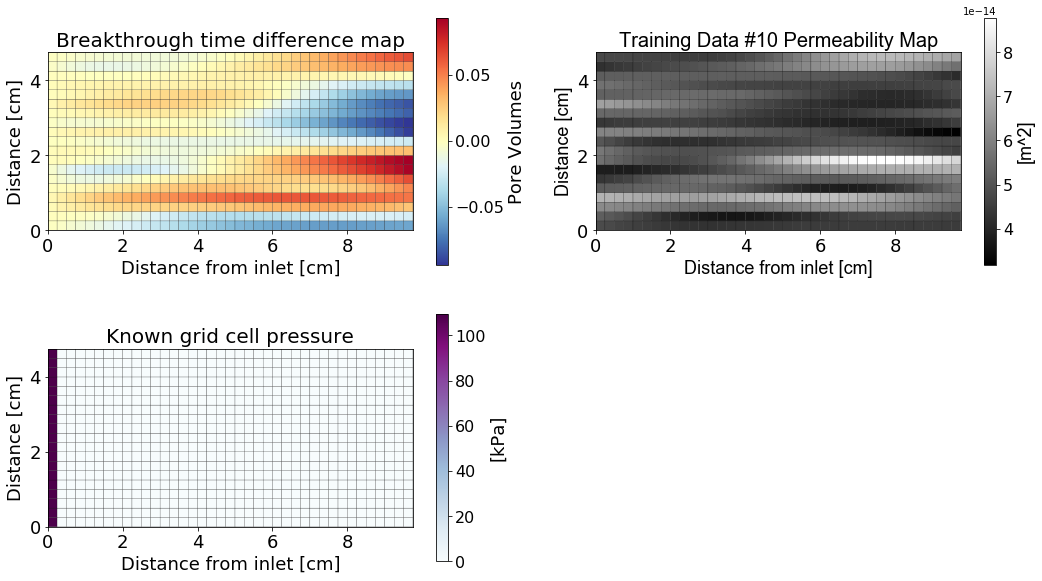 Breakthrough time difference map
Distance [cm]
4
2
0
0 2 4 6 8
Distance from inlet [cm]
0.05
0.00
−0.05
Pore Volumes
Training Data #10 Permeability Map
Distance [cm]
4
2
0
0 2 4 6 8
Distance from inlet [cm]
1e−14
8
7
6
5
4
[m^2]
Known grid cell pressure
Distance [cm]
4
2
0
0 2 4 6 8
Distance from inlet [cm]
100
80
60
40
20
0
[kPa]